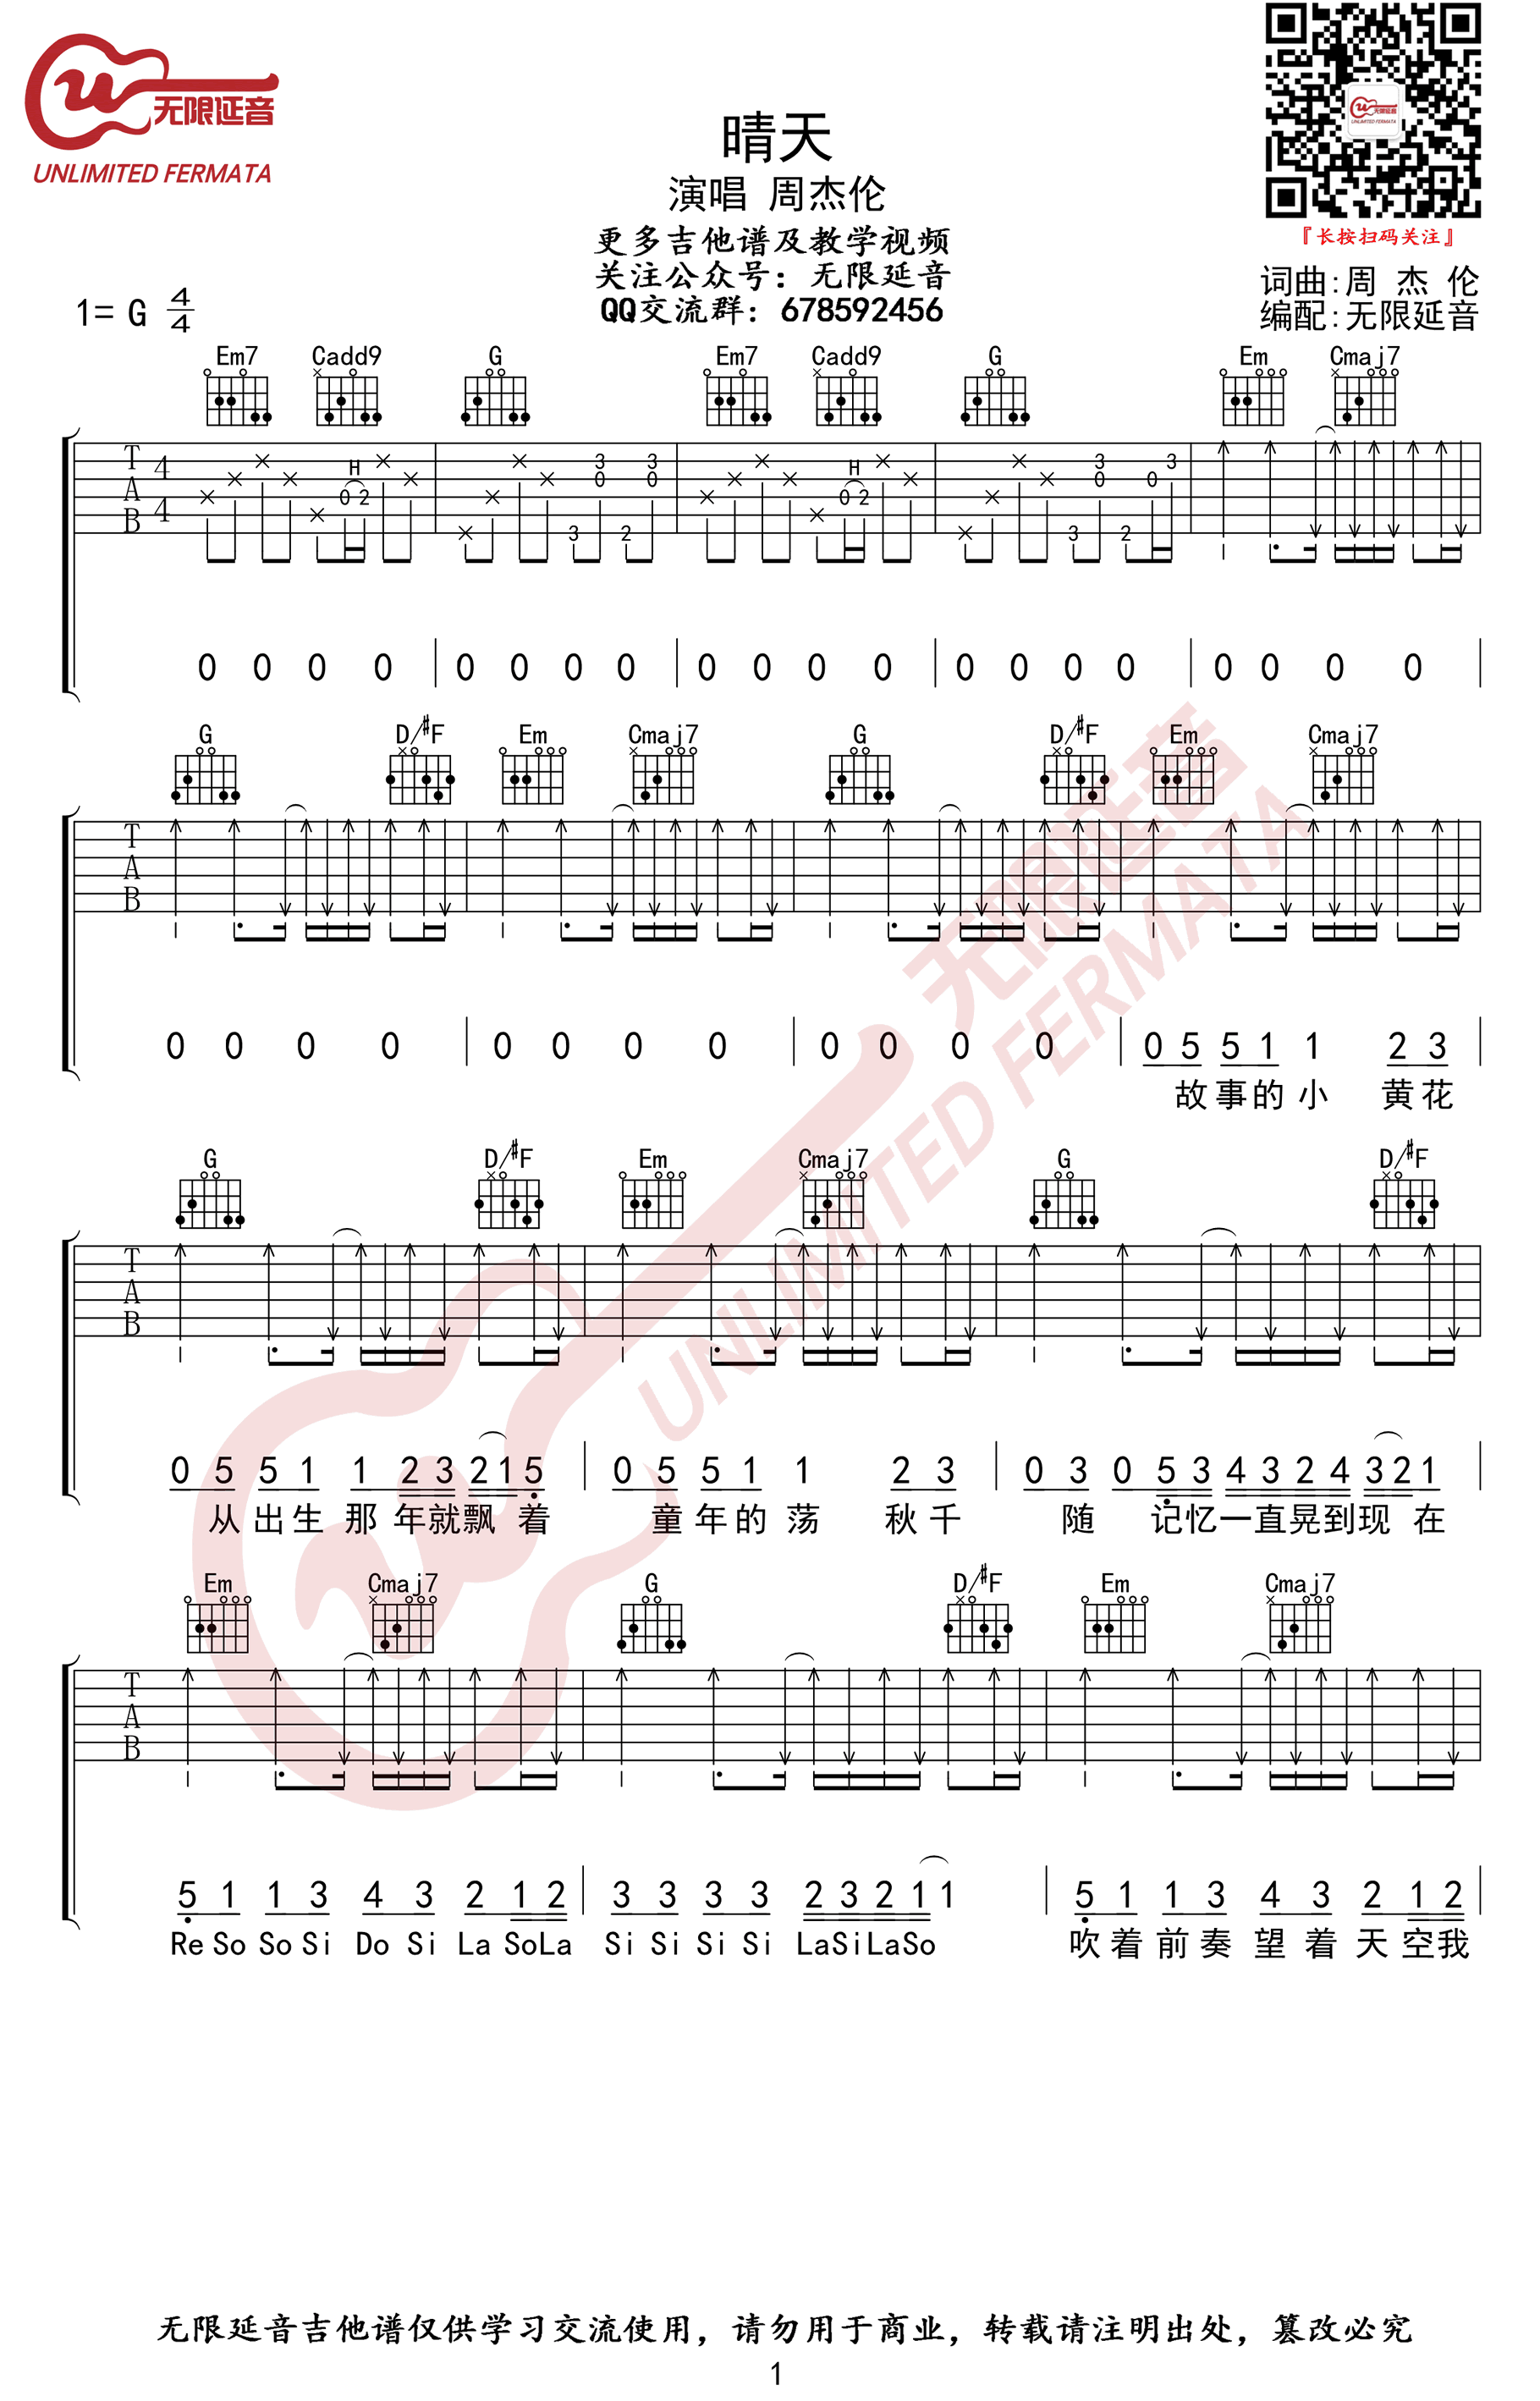 无限延音
UNLIMITED FERMATA
晴天
演唱 周杰伦
更多吉他谱及教学视频
关注公众号：无限延音
QQ交流群：678592456
无限延音
UNLIMITED FERMATA
『长按扫码关注』
词曲:周 杰 伦
编配:无限延音
1= G 4/4
Em7 Cadd9 G Em7 Cadd9 G Em Cmaj7
T A B 4 4
H 0 2 3 0 3 2 3 0 H 0 2 3 0 3 2 0 3
0 0 0 0 | 0 0 0 0 | 0 0 0 0 | 0 0 0 0 | 0 0 0 0 |
G D/#F Em Cmaj7 G D/#F Em Cmaj7
T A B
0 0 0 0 | 0 0 0 0 | 0 0 0 0 | 0 5 5 1 1 2 3 |
故事的小 黄花
G D/#F Em Cmaj7 G D/#F
T A B
0 5 5 1 1 2 3 2 1 5 | 0 5 5 1 1 2 3 | 0 3 0 5 3 4 3 2 4 3 2 1 |
从出生那年就飘着 童年的荡秋千 随 记忆一直晃到现在
Em Cmaj7 G D/#F Em Cmaj7
T A B
5 1 1 3 4 3 2 1 2 | 3 3 3 3 2 3 2 1 1 | 5 1 1 3 4 3 2 1 2 |
Re So So Si Do Si La SoLa Si Si Si Si LaSiLaSo 吹着前奏望着天空我
无限延音
UNLIMITED FERMATA
无限延音吉他谱仅供学习交流使用，请勿用于商业，转载请注明出处，篡改必究
1